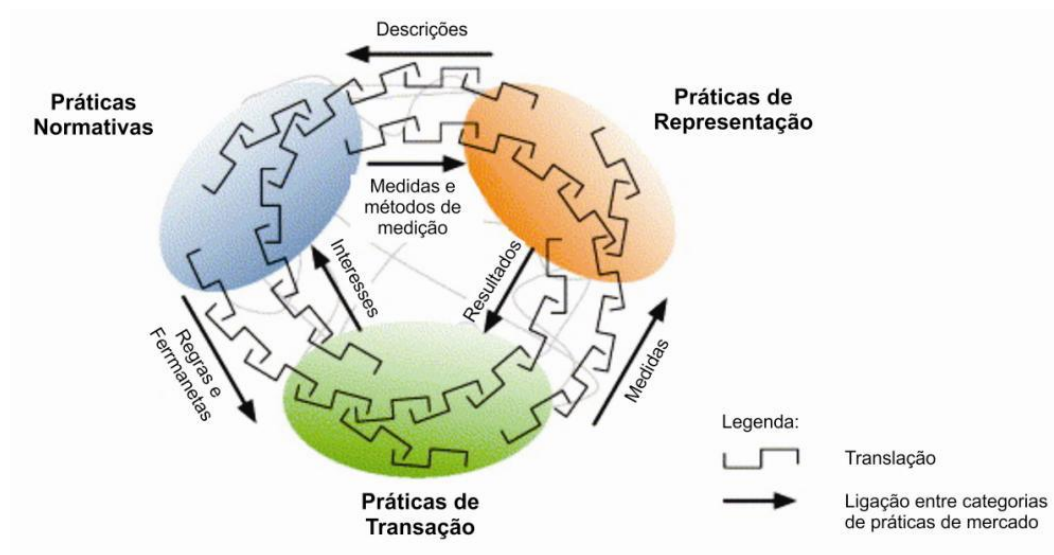 Descrições
Práticas
Normativas
Práticas de
Representação
Medidas e
métodos de
medição
Interesses
Resultados
Regras e
Ferrmanetas
Medidas
Práticas de
Transação
Legenda:
Translação
Ligação entre categorias
de práticas de mercado